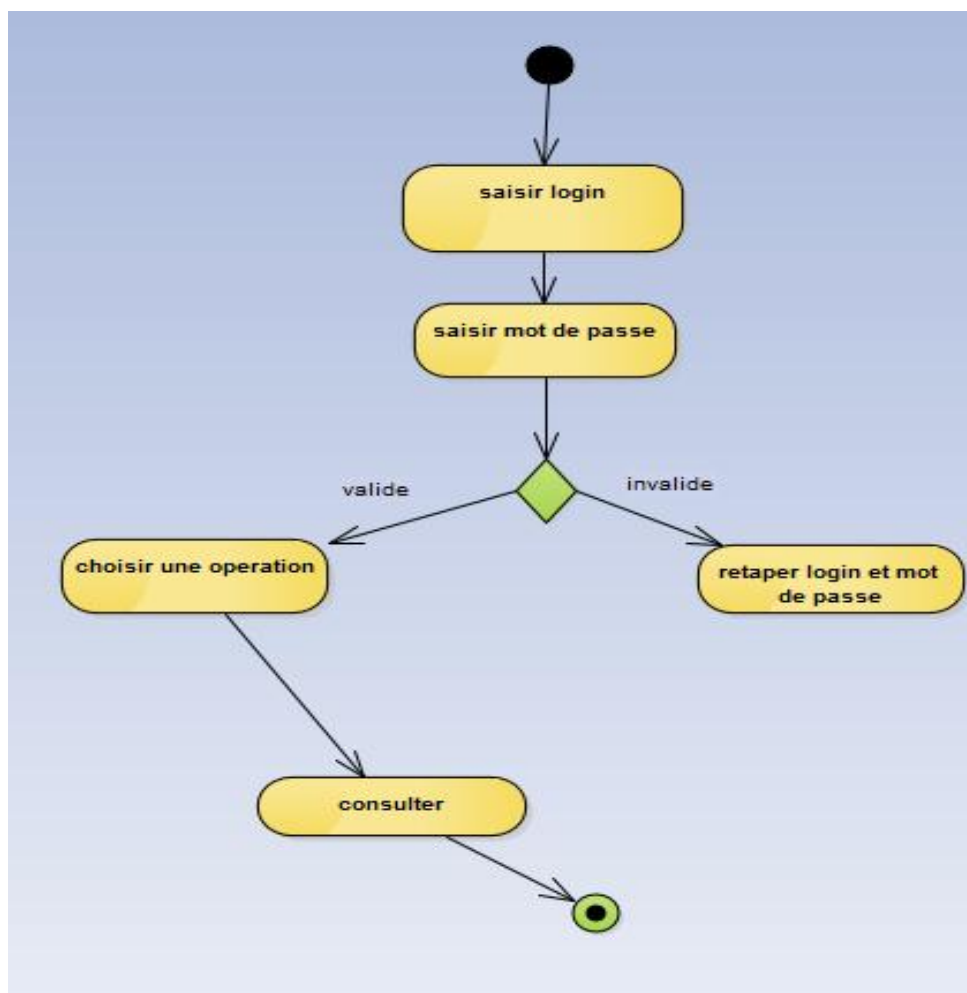 saisir login
saisir mot de passe
valide
invalide
choisir une operation
retaper login et mot
de passe
consulter